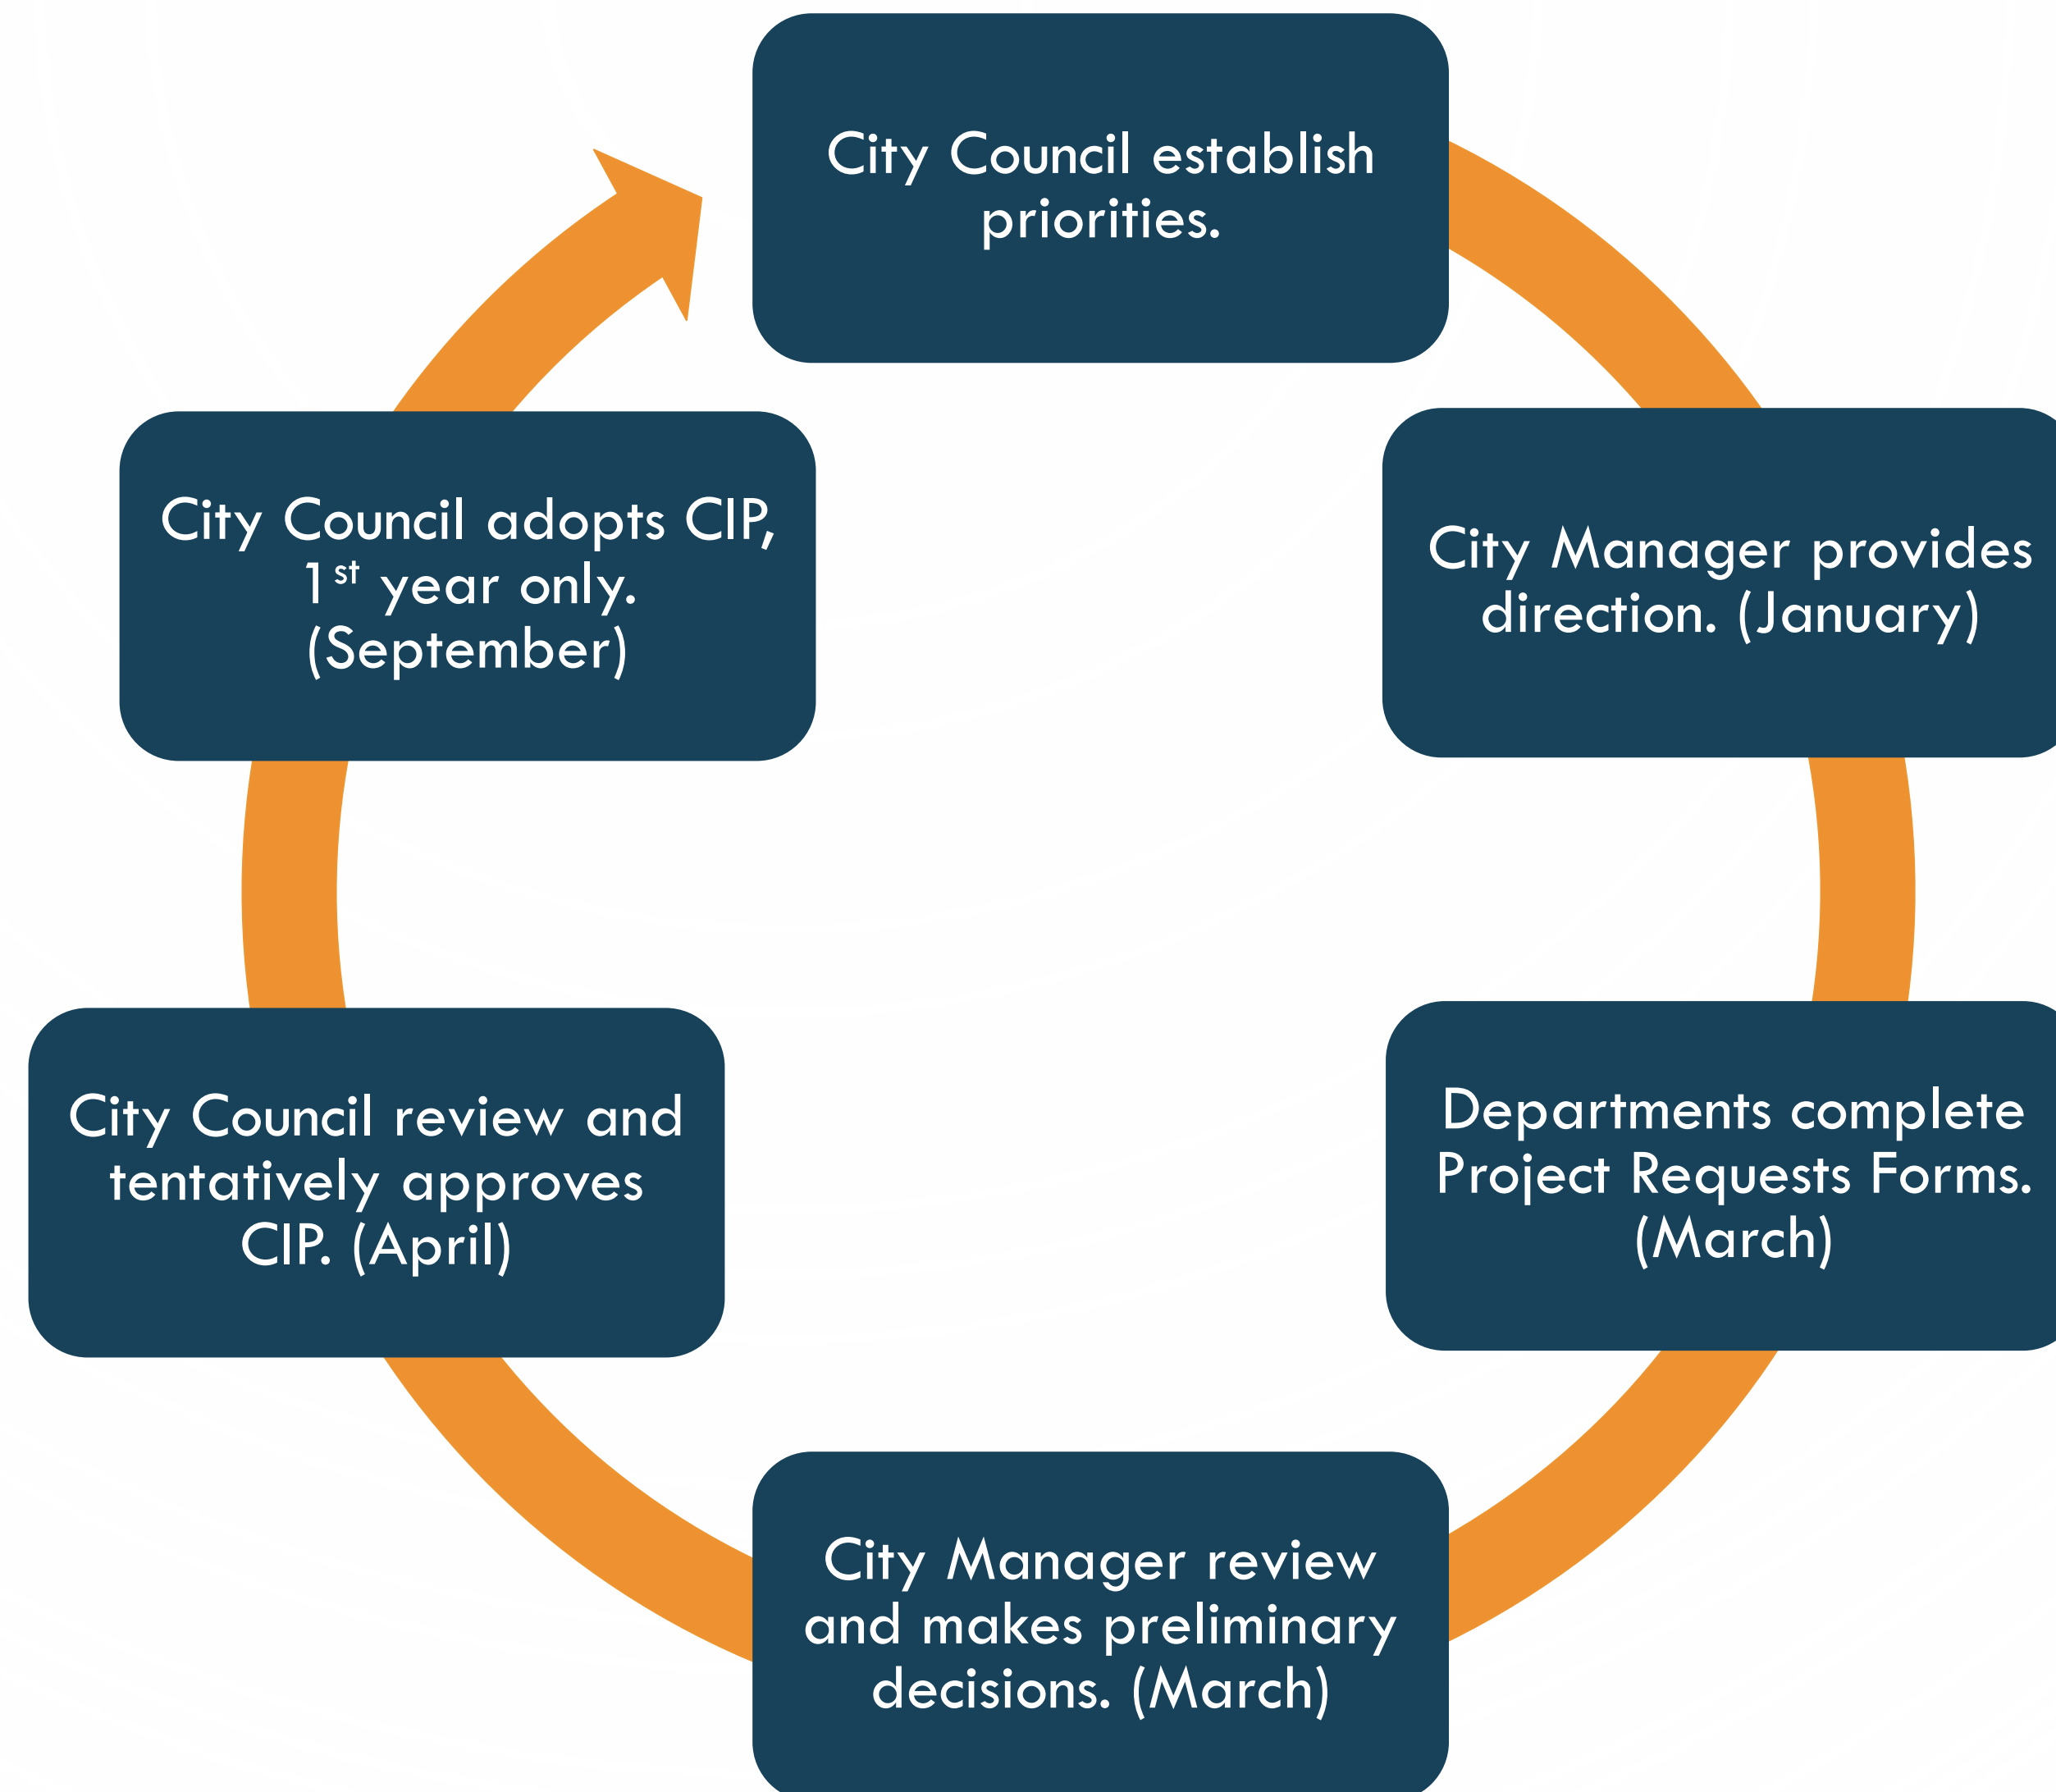 City Council establish
priorities.
City Manager provides
direction. (January)
Departments complete
Project Requests Forms.
(March)
City Manager review
and makes preliminary
decisions. (March)
City Council review and
tentatively approves
CIP. (April)
City Council adopts CIP,
1st year only.
(September)